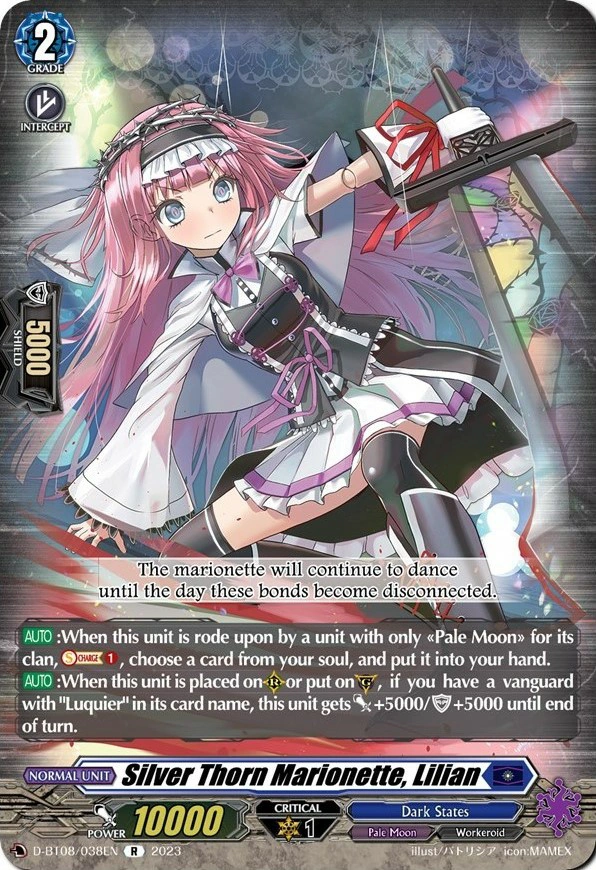 2
GRADE
INTERCEPT
5000
SHIELD
The marionette will continue to dance
until the day these bonds become disconnected.
AUTO :When this unit is rode upon by a unit with only «Pale Moon» for its
clan, S CHARGE 1 , choose a card from your soul, and put it into your hand.
AUTO :When this unit is placed on R or put on G , if you have a vanguard
with "Luquier" in its card name, this unit gets +5000/ +5000 until end
of turn.
NORMAL UNIT Silver Thorn Marionette, Lilian
POWER 10000 CRITICAL 1 Dark States
Pale Moon Workeroid
D-BT08/038EN R 2023 illust/パトリシア icon:MAMEX